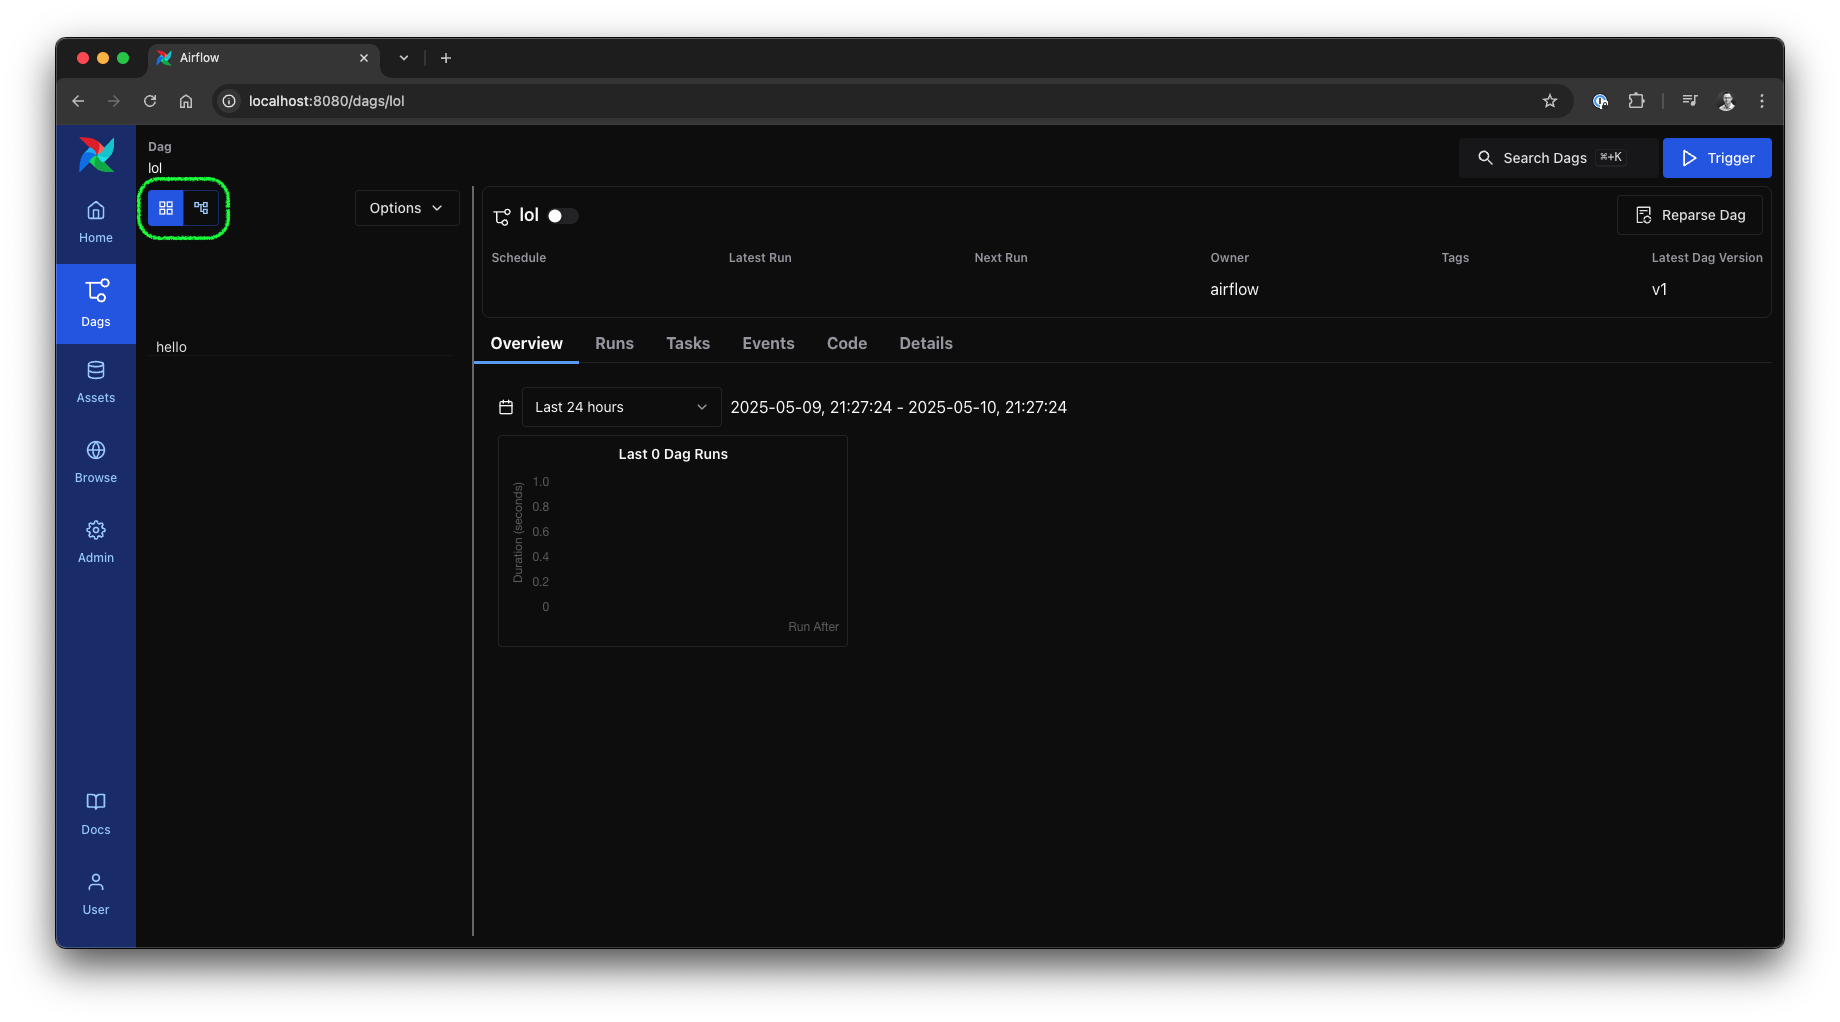 Airflow
localhost:8080/dags/lol
Dag
lol
Search Dags ⌘+K
Trigger
Home
Dags
Assets
Browse
Admin
Docs
User
Options
hello
lol
Reparse Dag
Schedule
Latest Run
Next Run
Owner
airflow
Tags
Latest Dag Version
v1
Overview
Runs
Tasks
Events
Code
Details
Last 24 hours
2025-05-09, 21:27:24 - 2025-05-10, 21:27:24
Last 0 Dag Runs
Duration (seconds)
1.0
0.8
0.6
0.4
0.2
0
Run After